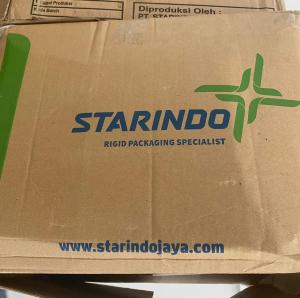 Diproduksi Oleh :
STARINDO
RIGID PACKAGING SPECIALIST
www.starindojaya.com